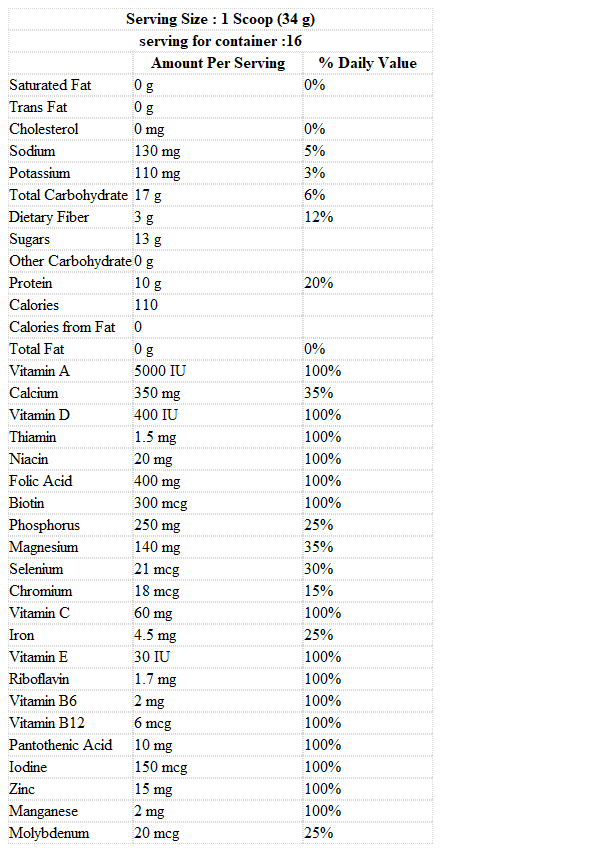 Serving Size : 1 Scoop (34 g)
serving for container :16
Amount Per Serving % Daily Value
Saturated Fat 0 g 0%
Trans Fat 0 g
Cholesterol 0 mg 0%
Sodium 130 mg 5%
Potassium 110 mg 3%
Total Carbohydrate 17 g 6%
Dietary Fiber 3 g 12%
Sugars 13 g
Other Carbohydrate 0 g
Protein 10 g 20%
Calories 110
Calories from Fat 0
Total Fat 0 g 0%
Vitamin A 5000 IU 100%
Calcium 350 mg 35%
Vitamin D 400 IU 100%
Thiamin 1.5 mg 100%
Niacin 20 mg 100%
Folic Acid 400 mg 100%
Biotin 300 mcg 100%
Phosphorus 250 mg 25%
Magnesium 140 mg 35%
Selenium 21 mcg 30%
Chromium 18 mcg 15%
Vitamin C 60 mg 100%
Iron 4.5 mg 25%
Vitamin E 30 IU 100%
Riboflavin 1.7 mg 100%
Vitamin B6 2 mg 100%
Vitamin B12 6 mcg 100%
Pantothenic Acid 10 mg 100%
Iodine 150 mcg 100%
Zinc 15 mg 100%
Manganese 2 mg 100%
Molybdenum 20 mcg 25%